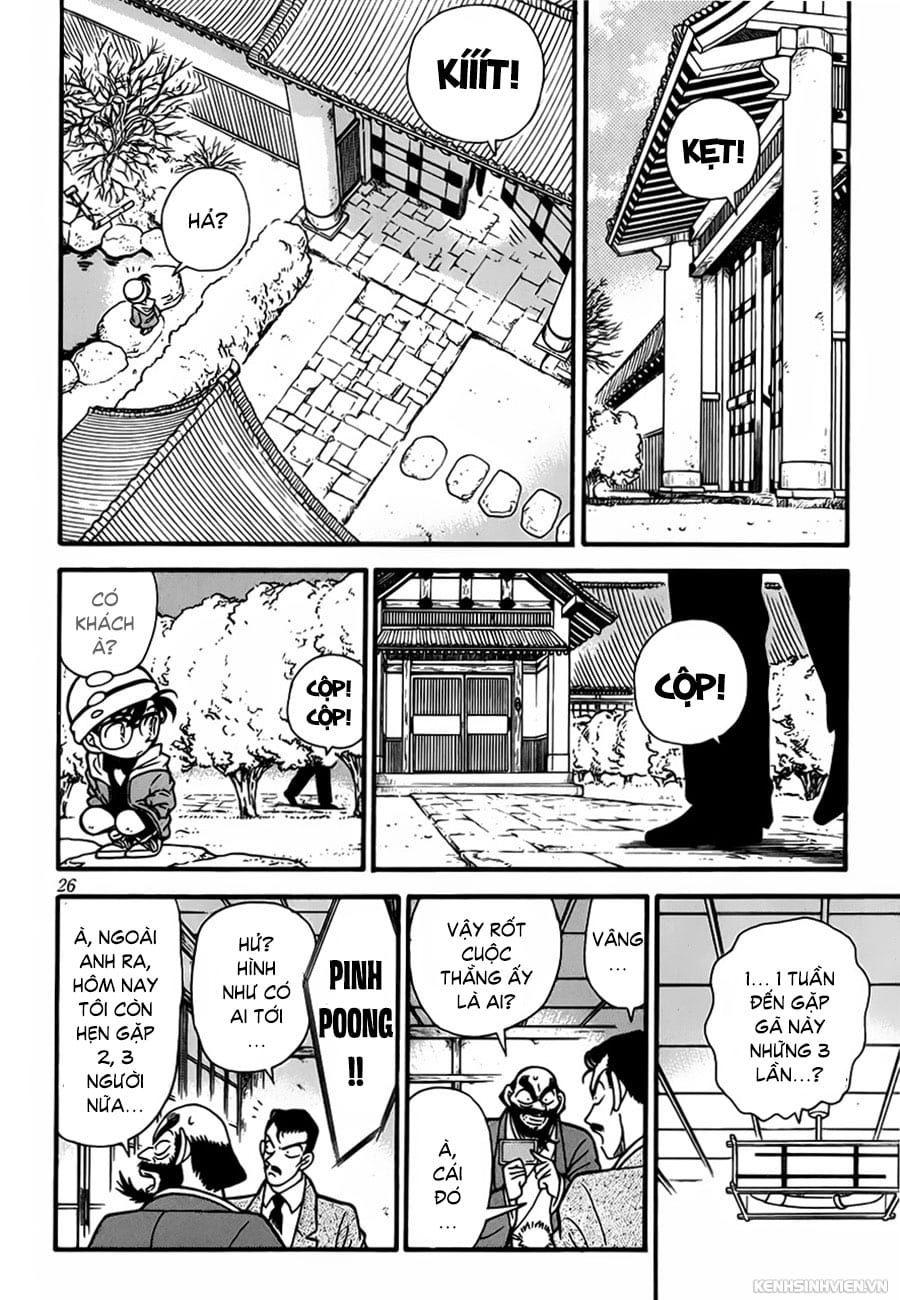 KẸT!
KÍÍÍT!
HẢ?
CỘP!
CỘP!
CỘP!
CÓ
KHÁCH
À?
26
1... 1 TUẦN
ĐẾN GẶP
GÃ NÀY
NHỮNG 3
LẦN...?
VÂNG
...
VẬY RỐT
CUỘC
THẰNG ẤY
LÀ AI?
À,
CÁI
ĐÓ
...
PINH
POONG
!!
HỬ?
HÌNH
NHƯ CÓ
AI TỚI
...
À, NGOÀI
ANH RA,
HÔM NAY
TÔI CÒN
HẸN GẶP
2, 3
NGƯỜI
NỮA...
KENHSINHVIEN.VN